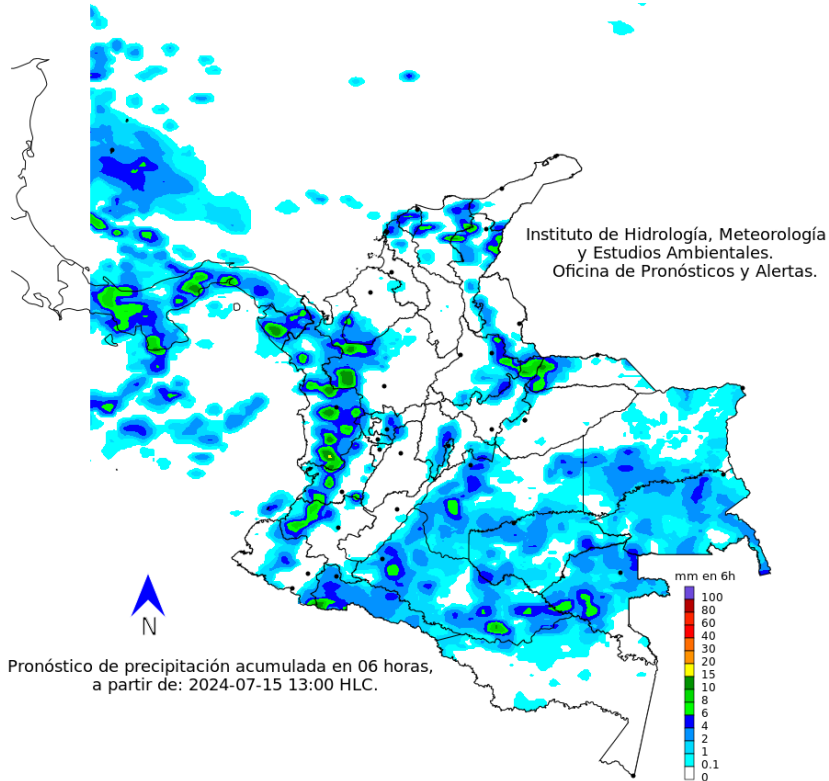 Instituto de Hidrología, Meteorología
y Estudios Ambientales.
Oficina de Pronósticos y Alertas.
mm en 6h
100
80
60
40
30
20
15
10
8
6
4
2
1
0.1
0
N
Pronóstico de precipitación acumulada en 06 horas,
a partir de: 2024-07-15 13:00 HLC.